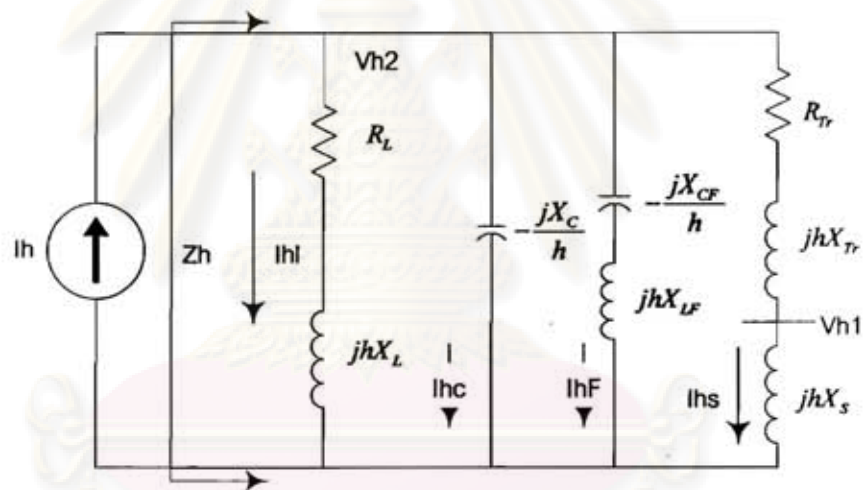 Vh2
R_L
R_Tr
-jX_C/h
-jX_CF/h
Ih
Zh
Ihl
jhX_Tr
jhX_LF
Vh1
jhX_L
I
Ihc
I
IhF
Ihs
jhX_S